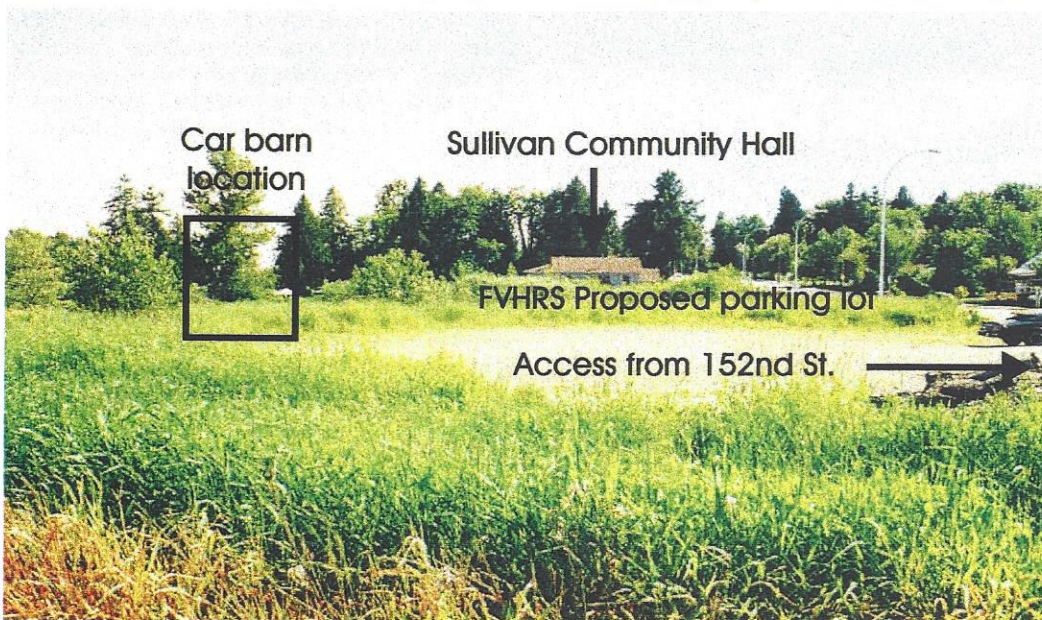 Car barn
location
Sullivan Community Hall
FVHRS Proposed parking lot
Access from 152nd St.